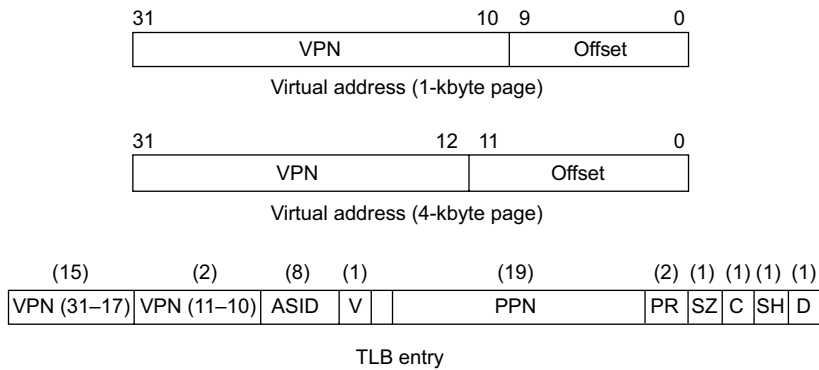 31 10 9 0
VPN Offset
Virtual address (1-kbyte page)
31 12 11 0
VPN Offset
Virtual address (4-kbyte page)
(15) (2) (8) (1) (19) (2) (1) (1) (1) (1)
VPN (31–17) VPN (11–10) ASID V PPN PR SZ C SH D
TLB entry